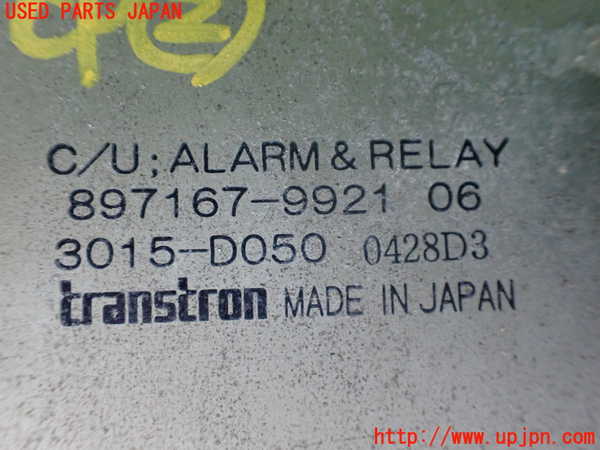 USED PARTS JAPAN
C/U; ALARM & RELAY
897167-9921 06
3015-D050 0428D3
transtron MADE IN JAPAN
http://www.upjpn.com